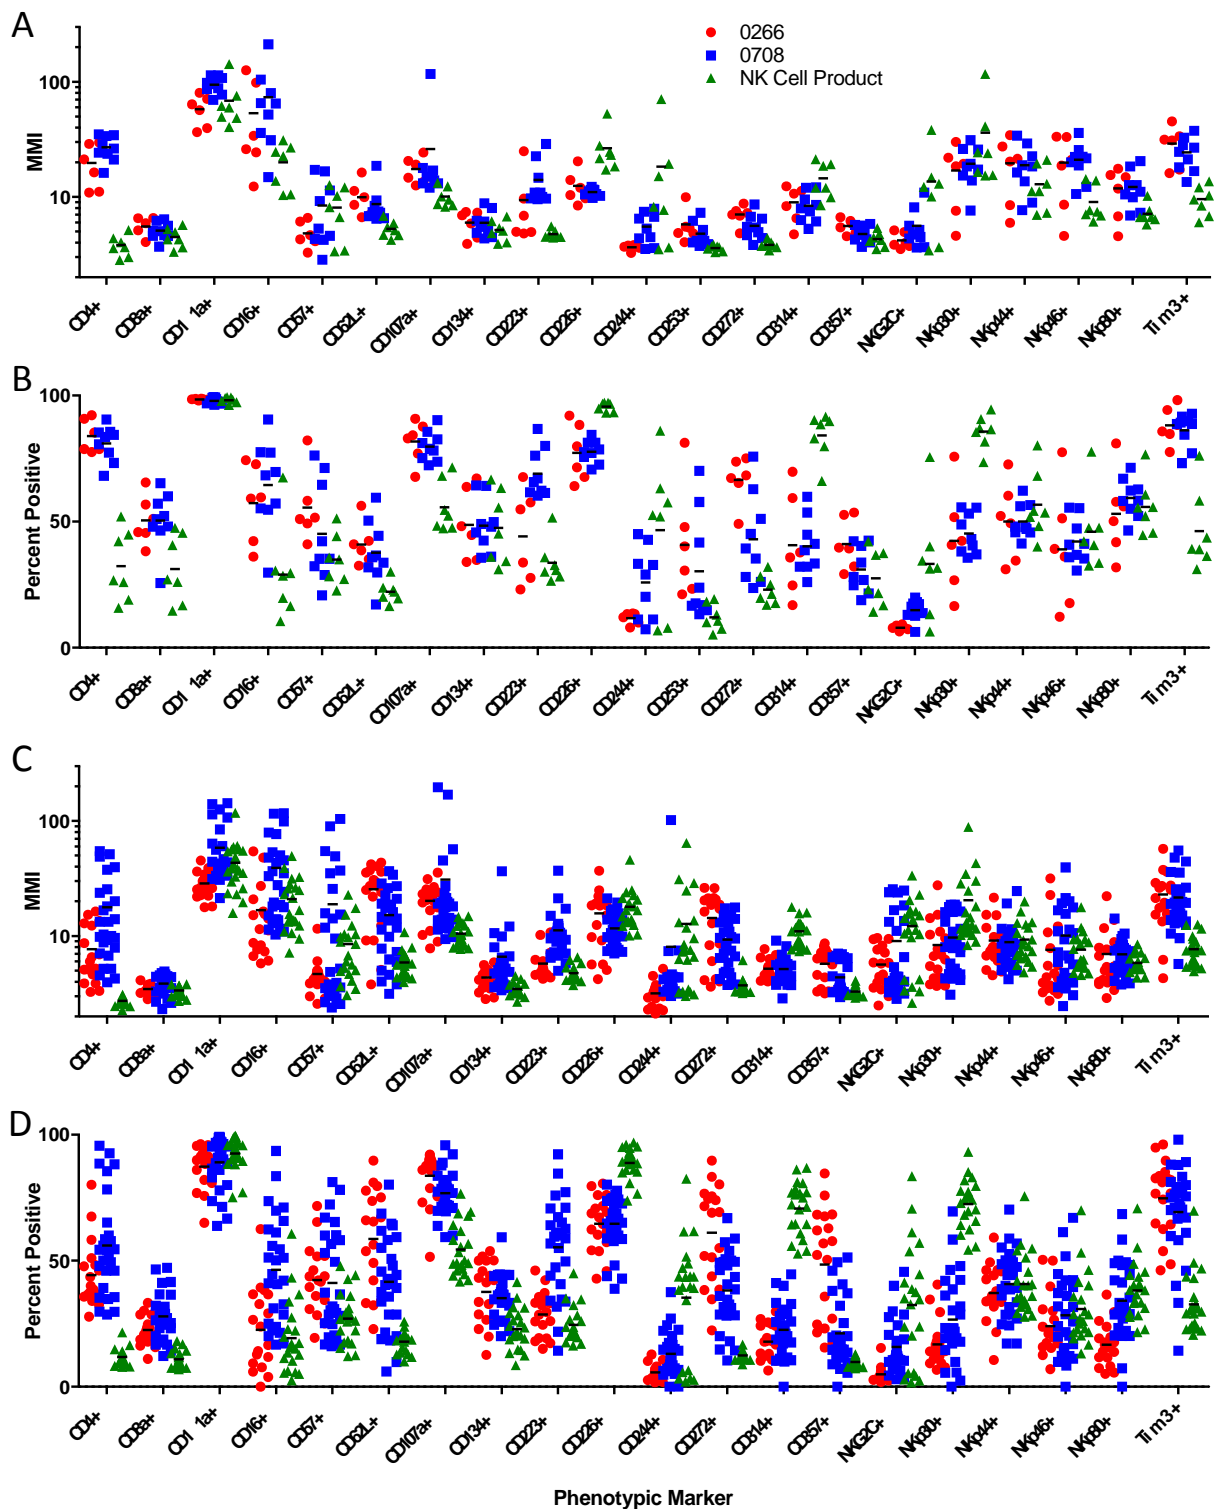 A
0266
0708
NK Cell Product
100
10
MMI
CD4+ CD8a+ CD11a+ CD16+ CD57+ CD62L+ CD107a+ CD134+ CD223+ CD226+ CD244+ CD253+ CD272+ CD314+ CD357+ NKG2C+ NKp30+ NKp44+ NKp46+ NKp80+ Tim3+
B
100
50
0
Percent Positive
CD4+ CD8a+ CD11a+ CD16+ CD57+ CD62L+ CD107a+ CD134+ CD223+ CD226+ CD244+ CD253+ CD272+ CD314+ CD357+ NKG2C+ NKp30+ NKp44+ NKp46+ NKp80+ Tim3+
C
100
10
MMI
CD4+ CD8a+ CD11a+ CD16+ CD57+ CD62L+ CD107a+ CD134+ CD223+ CD226+ CD244+ CD272+ CD314+ CD357+ NKG2C+ NKp30+ NKp44+ NKp46+ NKp80+ Tim3+
D
100
50
0
Percent Positive
CD4+ CD8a+ CD11a+ CD16+ CD57+ CD62L+ CD107a+ CD134+ CD223+ CD226+ CD244+ CD272+ CD314+ CD357+ NKG2C+ NKp30+ NKp44+ NKp46+ NKp80+ Tim3+
Phenotypic Marker